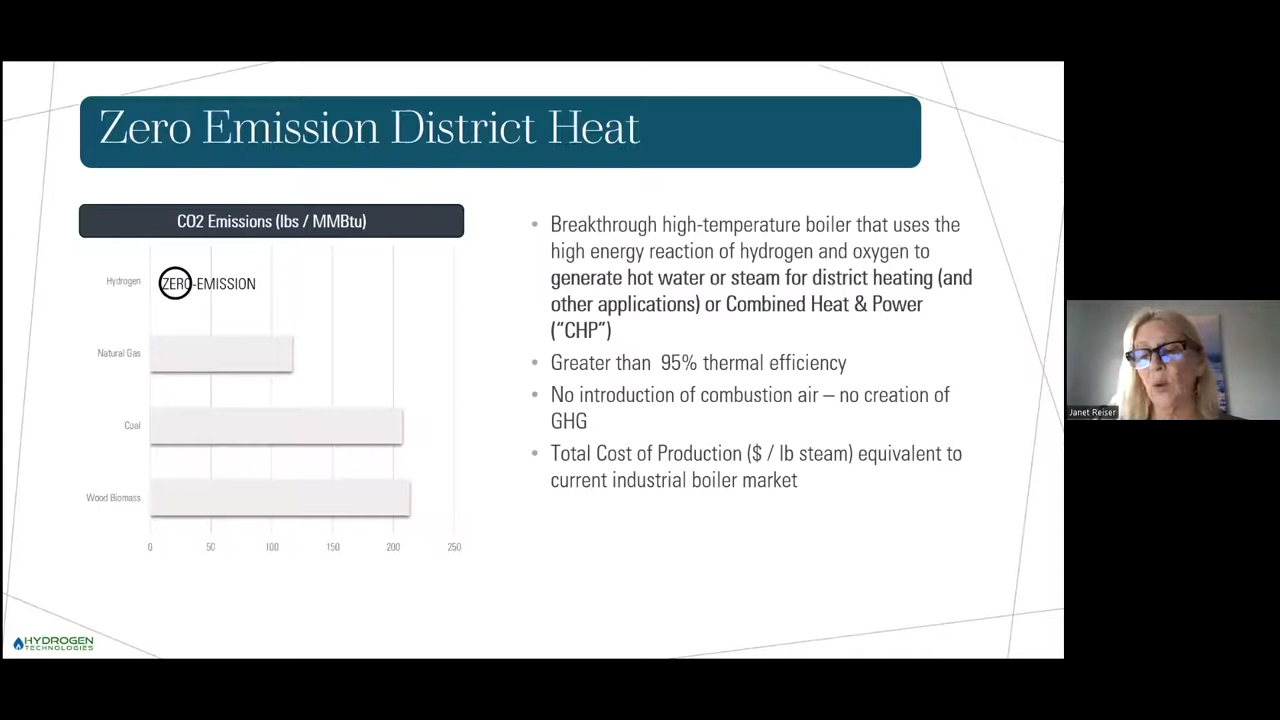 Zero Emission District Heat
CO2 Emissions (lbs / MMBtu)
Hydrogen
ZERO-EMISSION
Natural Gas
Coal
Wood Biomass
0 50 100 150 200 250
• Breakthrough high-temperature boiler that uses the
high energy reaction of hydrogen and oxygen to
generate hot water or steam for district heating (and
other applications) or Combined Heat & Power
(“CHP”)
• Greater than 95% thermal efficiency
• No introduction of combustion air – no creation of
GHG
• Total Cost of Production ($ / lb steam) equivalent to
current industrial boiler market
HYDROGEN
TECHNOLOGIES
Janet Reiser